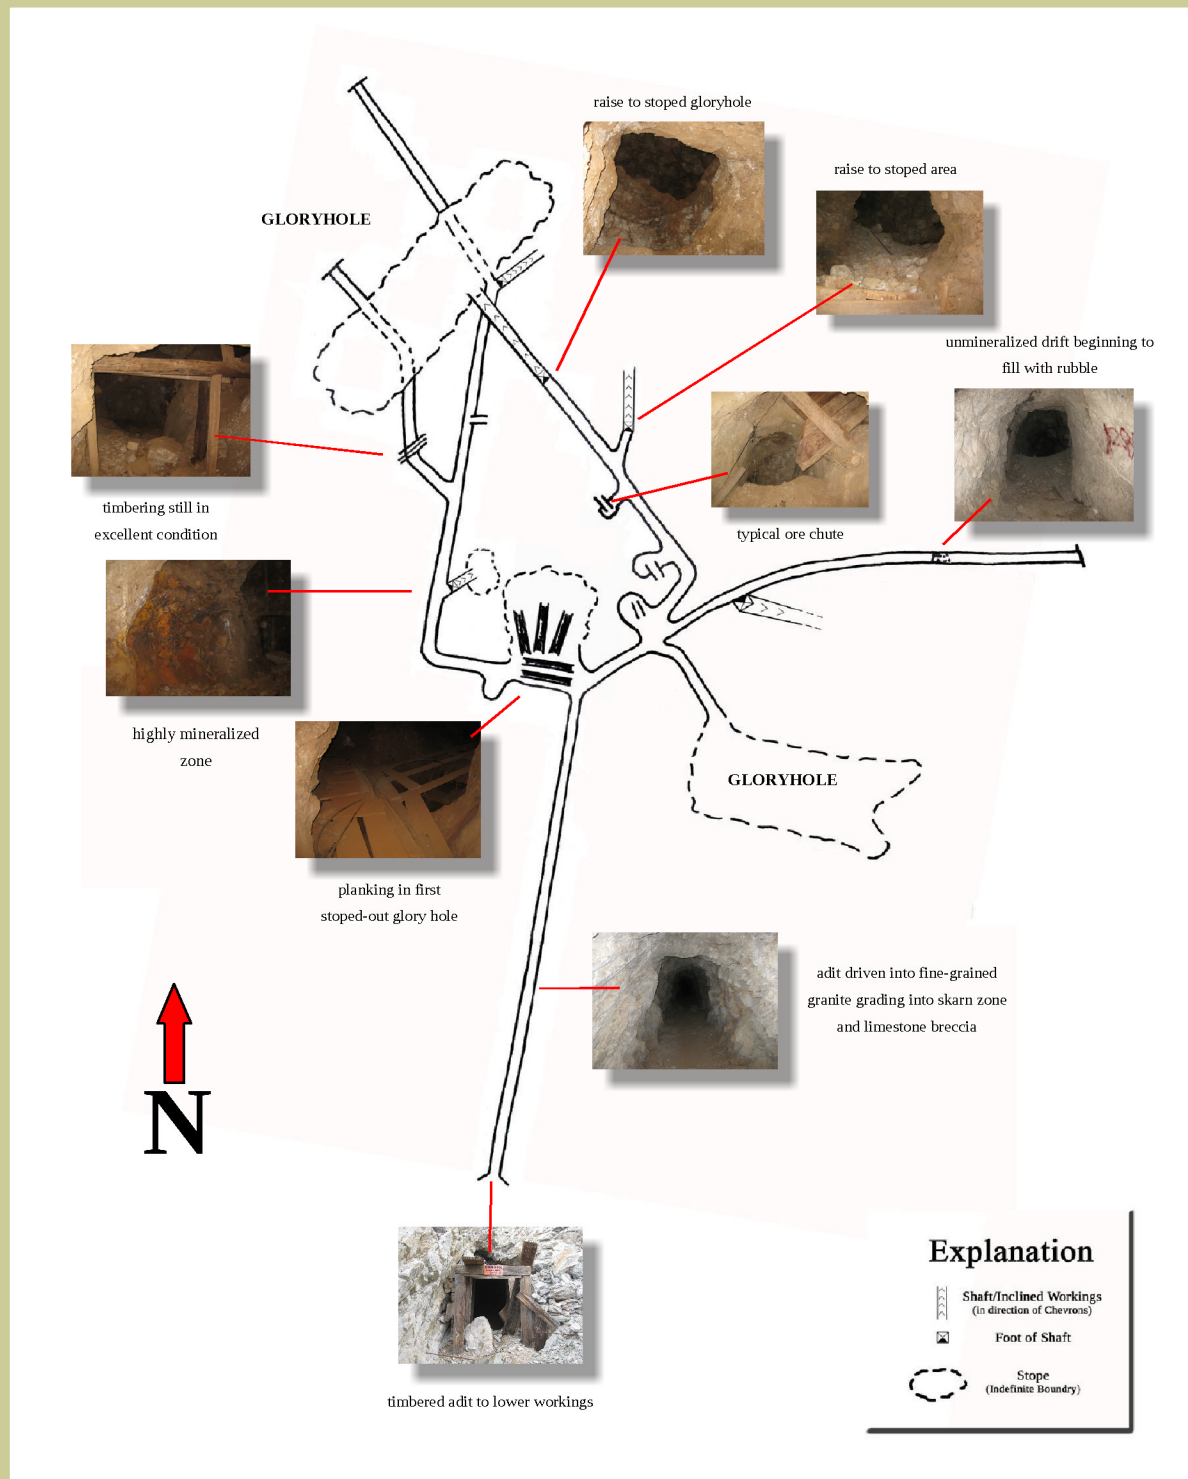 raise to stoped gloryhole
raise to stoped area
GLORYHOLE
unmineralized drift beginning to
fill with rubble
timbering still in
excellent condition
typical ore chute
highly mineralized
zone
GLORYHOLE
planking in first
stoped-out glory hole
adit driven into fine-grained
granite grading into skarn zone
and limestone breccia
N
timbered adit to lower workings
Explanation
Shaft/Inclined Workings
(in direction of Chevrons)
Foot of Shaft
Stope
(Indefinite Boundry)